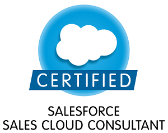 CERTIFIED
SALESFORCE
SALES CLOUD CONSULTANT